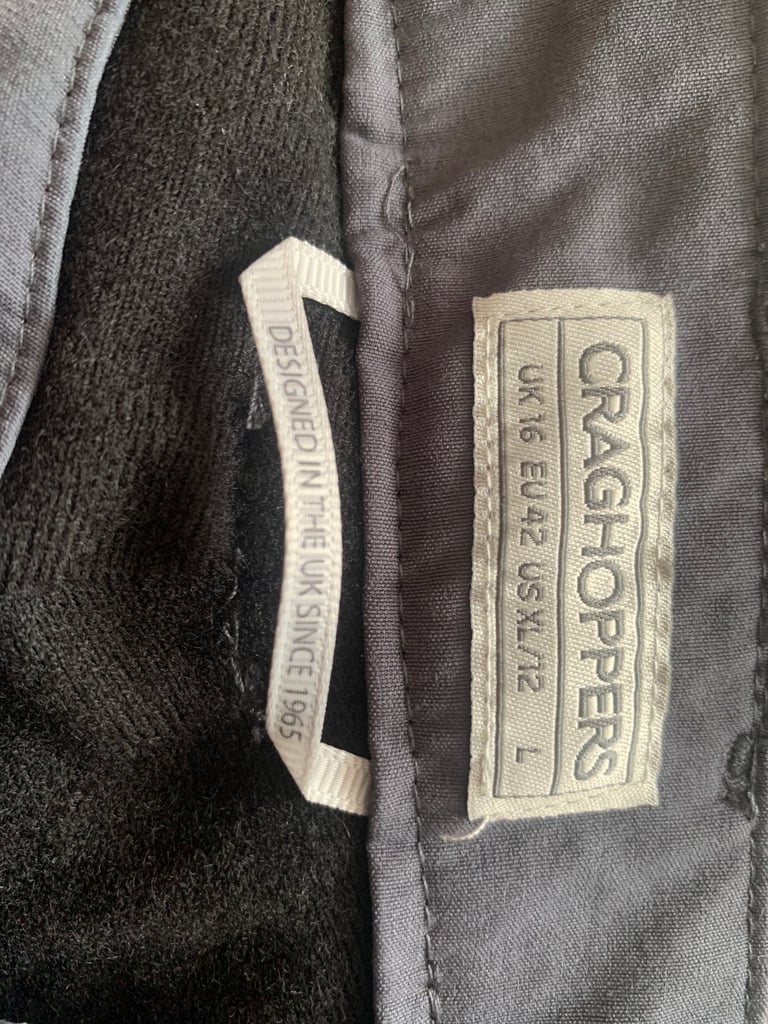 CRAGHOPPERS
UK 16 EU 42 US XL/12 L
DESIGNED IN THE UK SINCE 1965